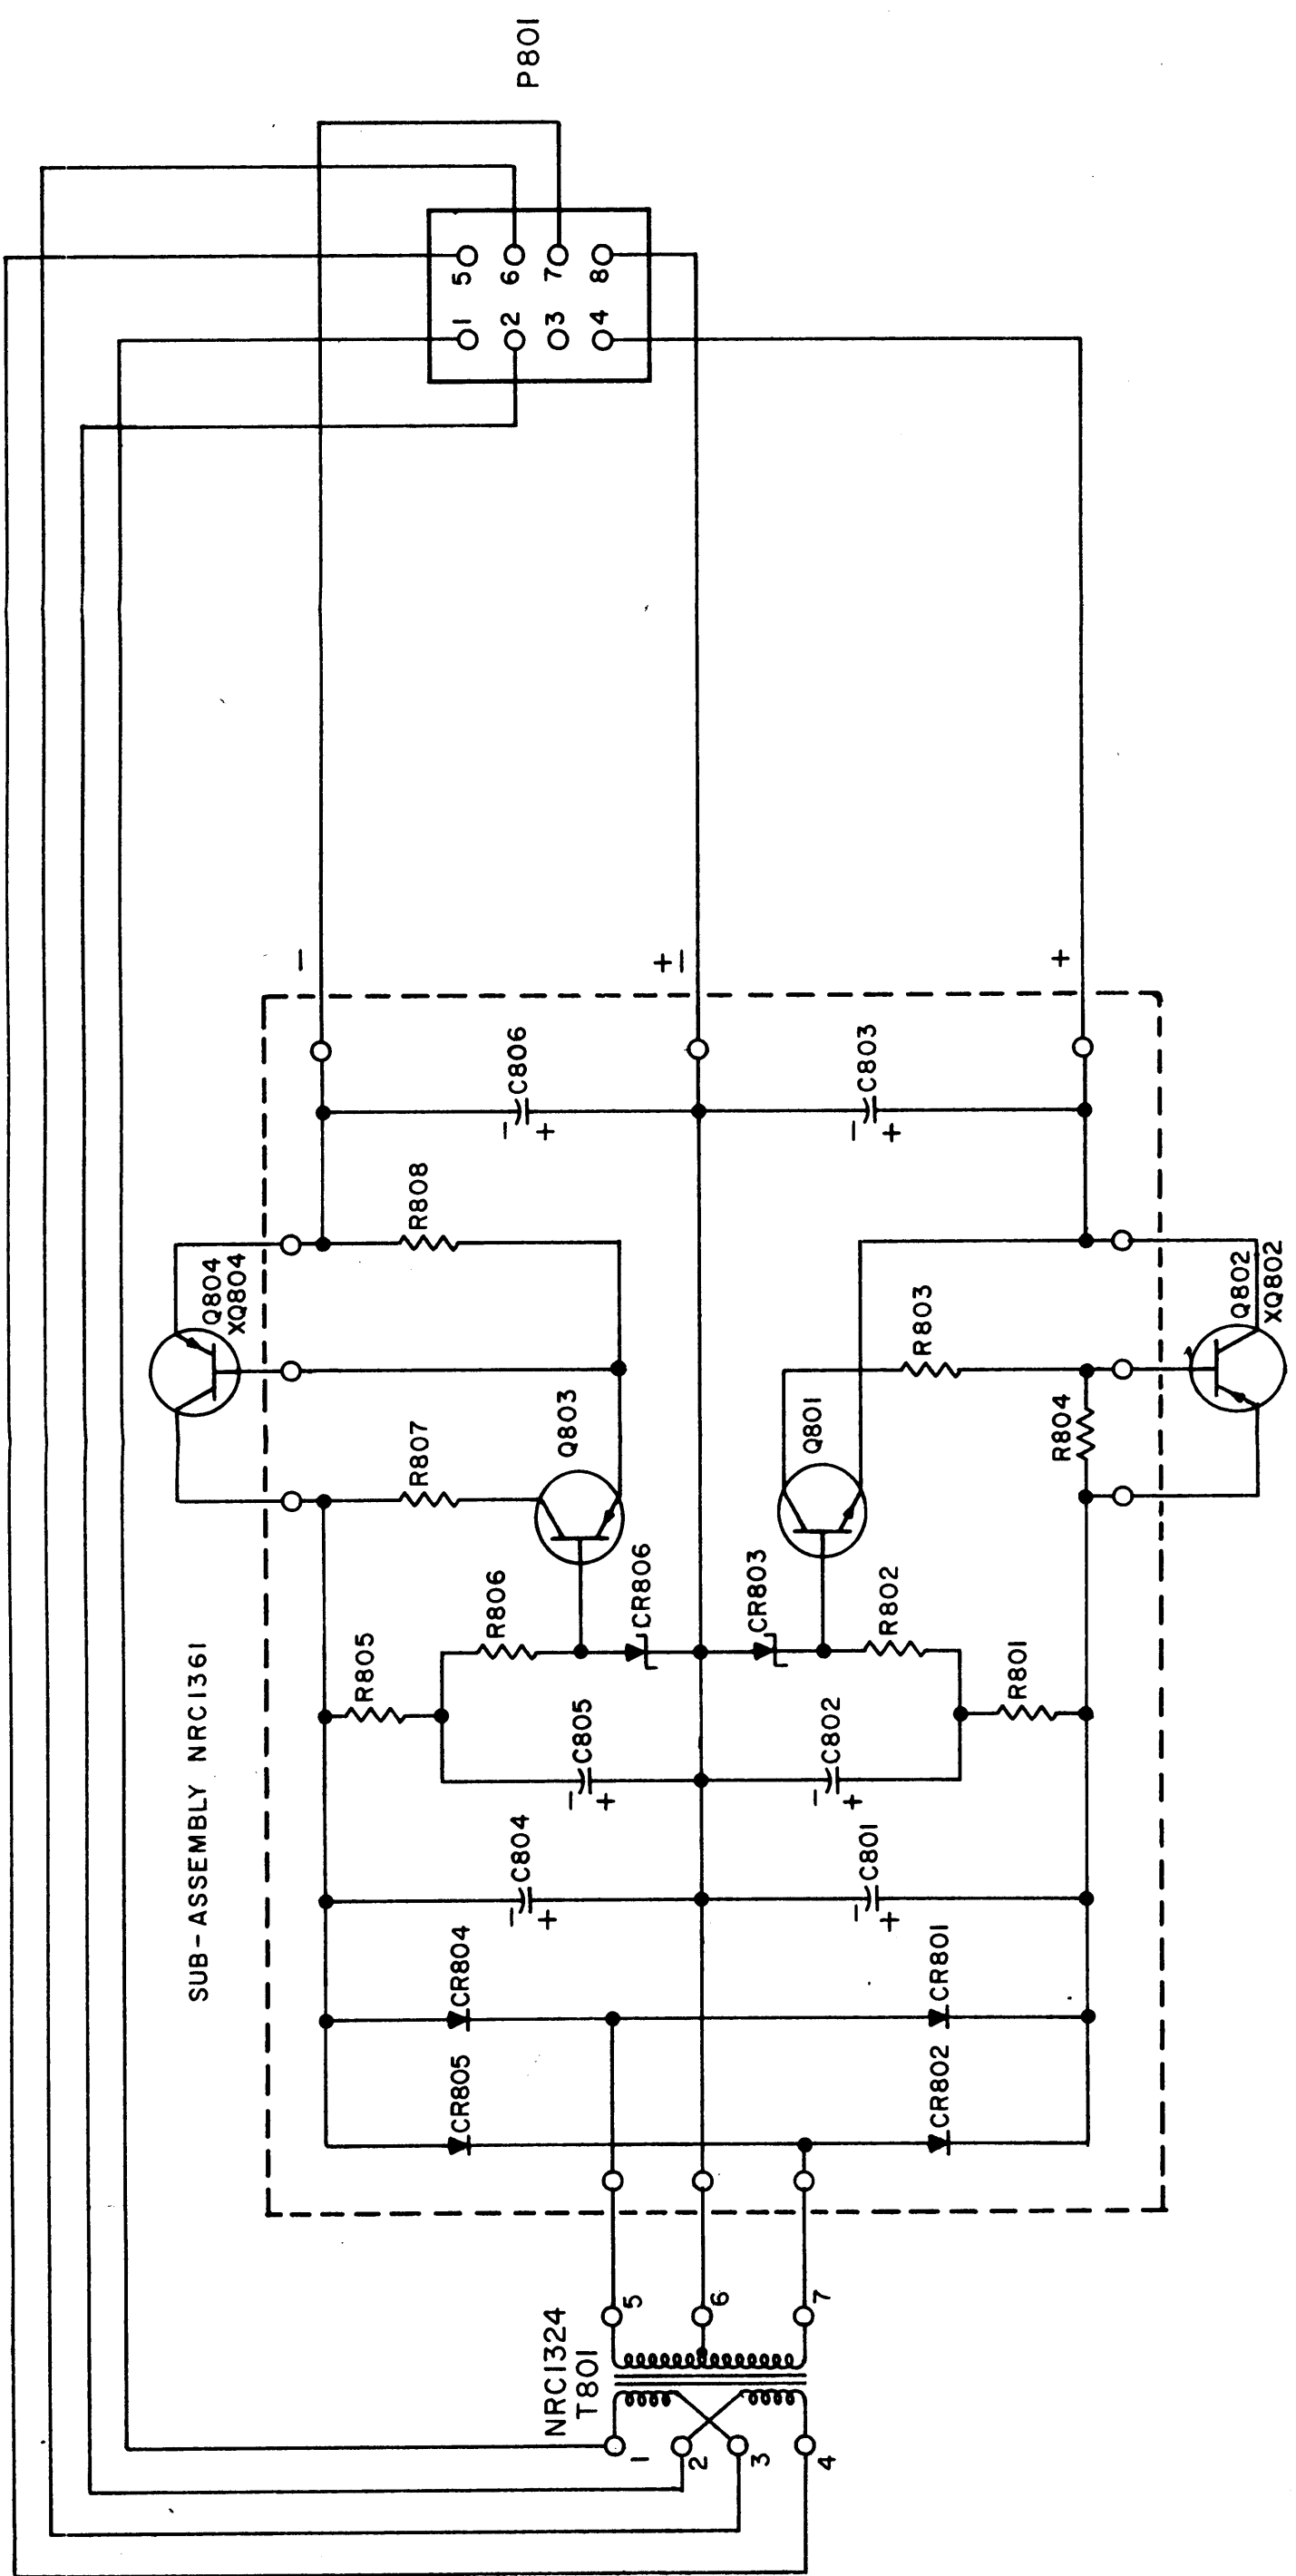 P801
5
6
7
8
1
2
3
4
−
+
−
+
C806
−
+
C803
−
+
R808
Q804
XQ804
R803
Q802
XQ802
R807
Q803
Q801
R804
R806
CR806
CR803
R802
SUB-ASSEMBLY NRC1361
R805
C805
−
+
C802
−
+
R801
C804
−
+
C801
−
+
CR804
CR801
CR805
CR802
NRC1324
T801
5
6
7
1
2
3
4